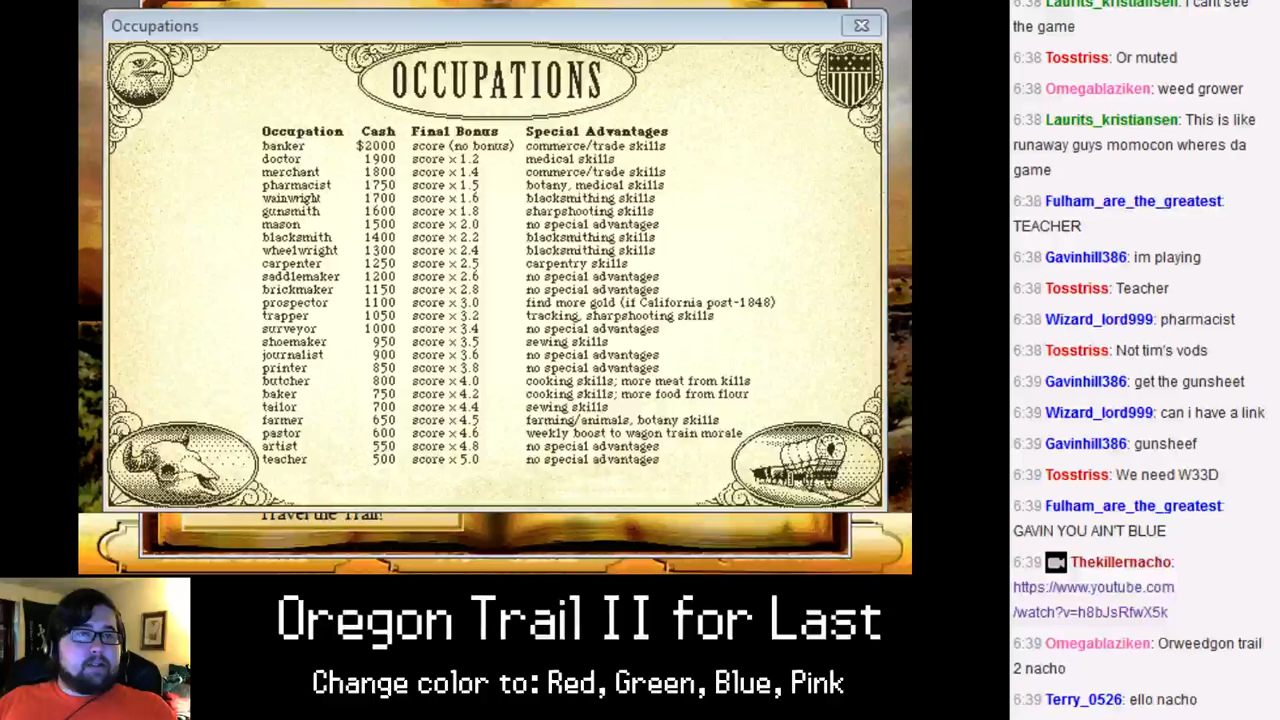 Occupations
OCCUPATIONS
Occupation Cash Final Bonus Special Advantages
banker $2000 score (no bonus) commerce/trade skills
doctor 1900 score × 1.2 medical skills
merchant 1800 score × 1.4 commerce/trade skills
pharmacist 1750 score × 1.5 botany, medical skills
wainwright 1700 score × 1.6 blacksmithing skills
gunsmith 1600 score × 1.8 sharpshooting skills
mason 1500 score × 2.0 no special advantages
blacksmith 1400 score × 2.2 blacksmithing skills
wheelwright 1300 score × 2.4 blacksmithing skills
carpenter 1250 score × 2.5 carpentry skills
saddlemaker 1200 score × 2.6 no special advantages
brickmaker 1150 score × 2.8 no special advantages
prospector 1100 score × 3.0 find more gold (if California post-1848)
trapper 1050 score × 3.2 tracking, sharpshooting skills
surveyor 1000 score × 3.4 no special advantages
shoemaker 950 score × 3.5 sewing skills
journalist 900 score × 3.6 no special advantages
printer 850 score × 3.8 no special advantages
butcher 800 score × 4.0 cooking skills; more meat from kills
baker 750 score × 4.2 cooking skills; more food from flour
tailor 700 score × 4.4 sewing skills
farmer 650 score × 4.5 farming/animals, botany skills
pastor 600 score × 4.6 weekly boost to wagon train morale
artist 550 score × 4.8 no special advantages
teacher 500 score × 5.0 no special advantages
Travel the Trail!
Oregon Trail II for Last
Change color to: Red, Green, Blue, Pink
6:38 Laurits_kristiansen: I cant see
the game
6:38 Tosstriss: Or muted
6:38 Omegablaziken: weed grower
6:38 Laurits_kristiansen: This is like
runaway guys momocon wheres da
game
6:38 Fulham_are_the_greatest:
TEACHER
6:38 Gavinhill386: im playing
6:38 Tosstriss: Teacher
6:38 Wizard_lord999: pharmacist
6:38 Tosstriss: Not tim's vods
6:39 Gavinhill386: get the gunsheet
6:39 Wizard_lord999: can i have a link
6:39 Gavinhill386: gunsheef
6:39 Tosstriss: We need W33D
6:39 Fulham_are_the_greatest:
GAVIN YOU AIN'T BLUE
6:39 Thekillernacho:
https://www.youtube.com
/watch?v=h8bJsRfwX5k
6:39 Omegablaziken: Orweedgon trail
2 nacho
6:39 Terry_0526: ello nacho